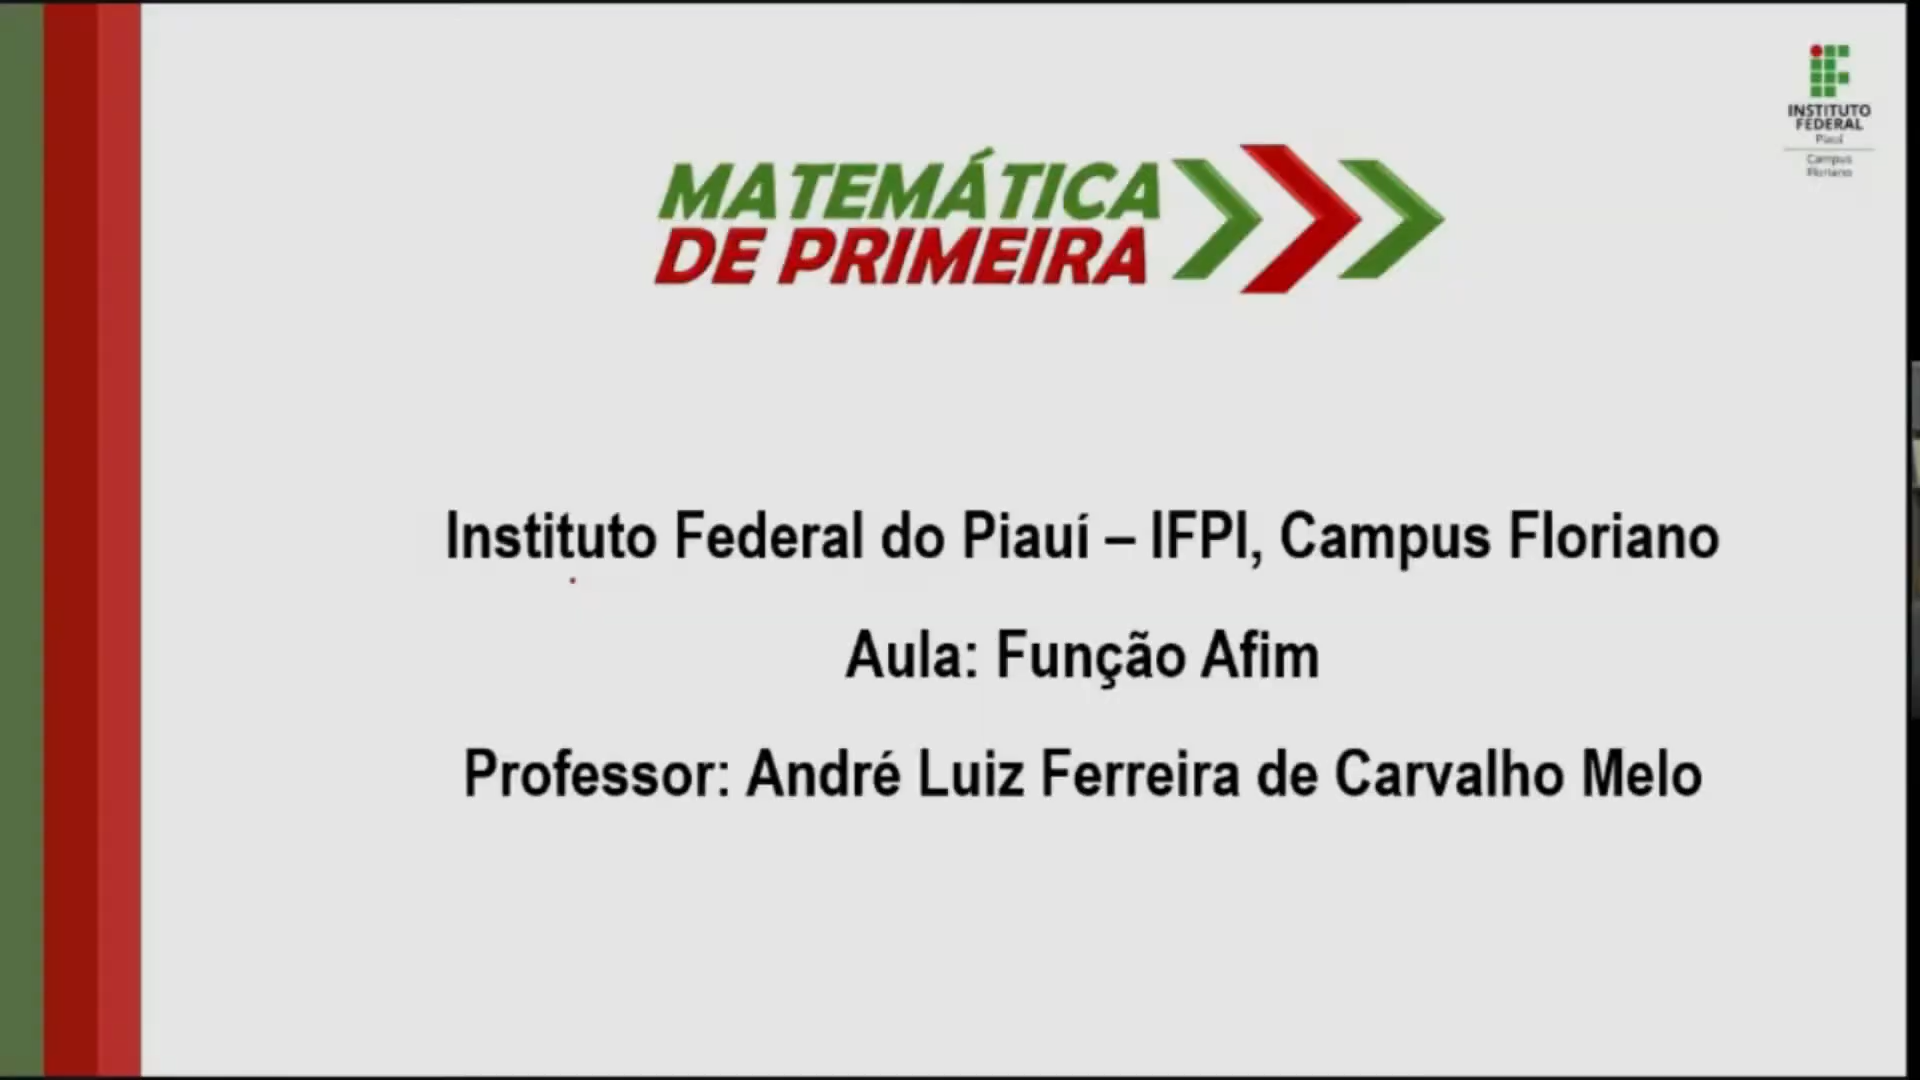 INSTITUTO
FEDERAL
Piauí
Campus
Floriano
MATEMÁTICA
DE PRIMEIRA
Instituto Federal do Piauí – IFPI, Campus Floriano
Aula: Função Afim
Professor: André Luiz Ferreira de Carvalho Melo